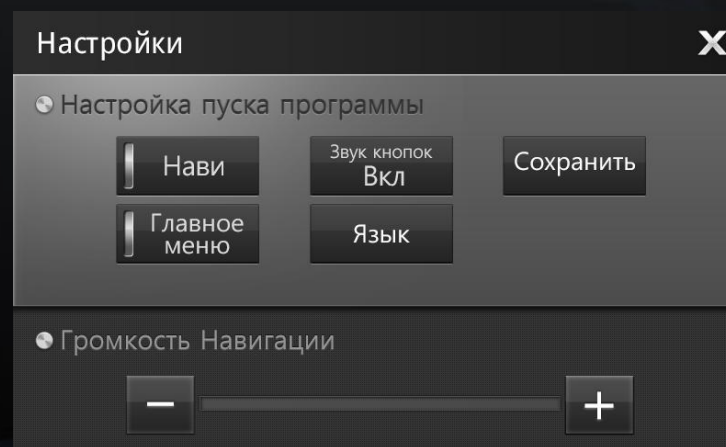 Настройки X
Настройка пуска программы
Нави
Звук кнопок
Вкл
Сохранить
Главное
меню
Язык
Громкость Навигации
− +